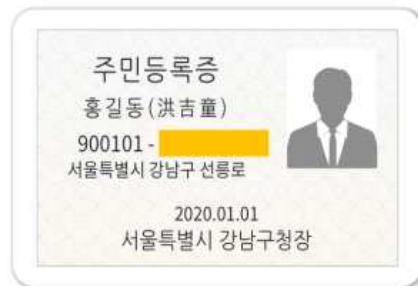 주민등록증
홍길동(洪吉童)
900101 -
서울특별시 강남구 선릉로
2020.01.01
서울특별시 강남구청장